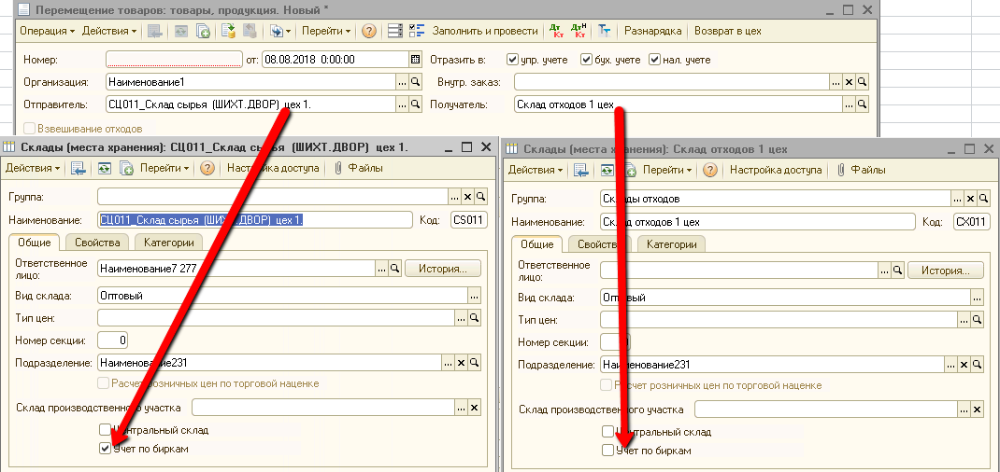 Перемещение товаров: товары, продукция. Новый *
Операция Действия Перейти ? Заполнить и провести Дт Кт ДтН Кт Тт Разнарядка Возврат в цех
Номер: от: 08.08.2018 0:00:00 Отразить в: упр. учете бух. учете нал. учете
Организация: Наименование1 ... Внутр. заказ: ... x
Отправитель: СЦ011_Склад сырья (ШИХТ.ДВОР) цех 1. ... Получатель: Склад отходов 1 цех ...
Взвешивание отходов
Склады (места хранения): СЦ011_Склад сырья (ШИХТ.ДВОР) цех 1.
Действия Перейти ? Настройка доступа Файлы
Группа: ... x
Наименование: СЦ011_Склад сырья (ШИХТ.ДВОР) цех 1. Код: CS011
Общие Свойства Категории
Ответственное лицо: Наименование7 277 ... История...
Вид склада: Оптовый ...
Тип цен: ...
Номер секции: 0
Подразделение: Наименование231 ... x
Расчет розничных цен по торговой наценке
Склад производственного участка ... x
Центральный склад
Учет по биркам
Склады (места хранения): Склад отходов 1 цех
Действия Перейти ? Настройка доступа Файлы
Группа: Склады отходов ... x
Наименование: Склад отходов 1 цех Код: CX011
Общие Свойства Категории
Ответственное лицо: ... История...
Вид склада: Оптовый ...
Тип цен: ...
Номер секции:
Подразделение: Наименование231 ... x
Расчет розничных цен по торговой наценке
Склад производственного участка ... x
Центральный склад
Учет по биркам